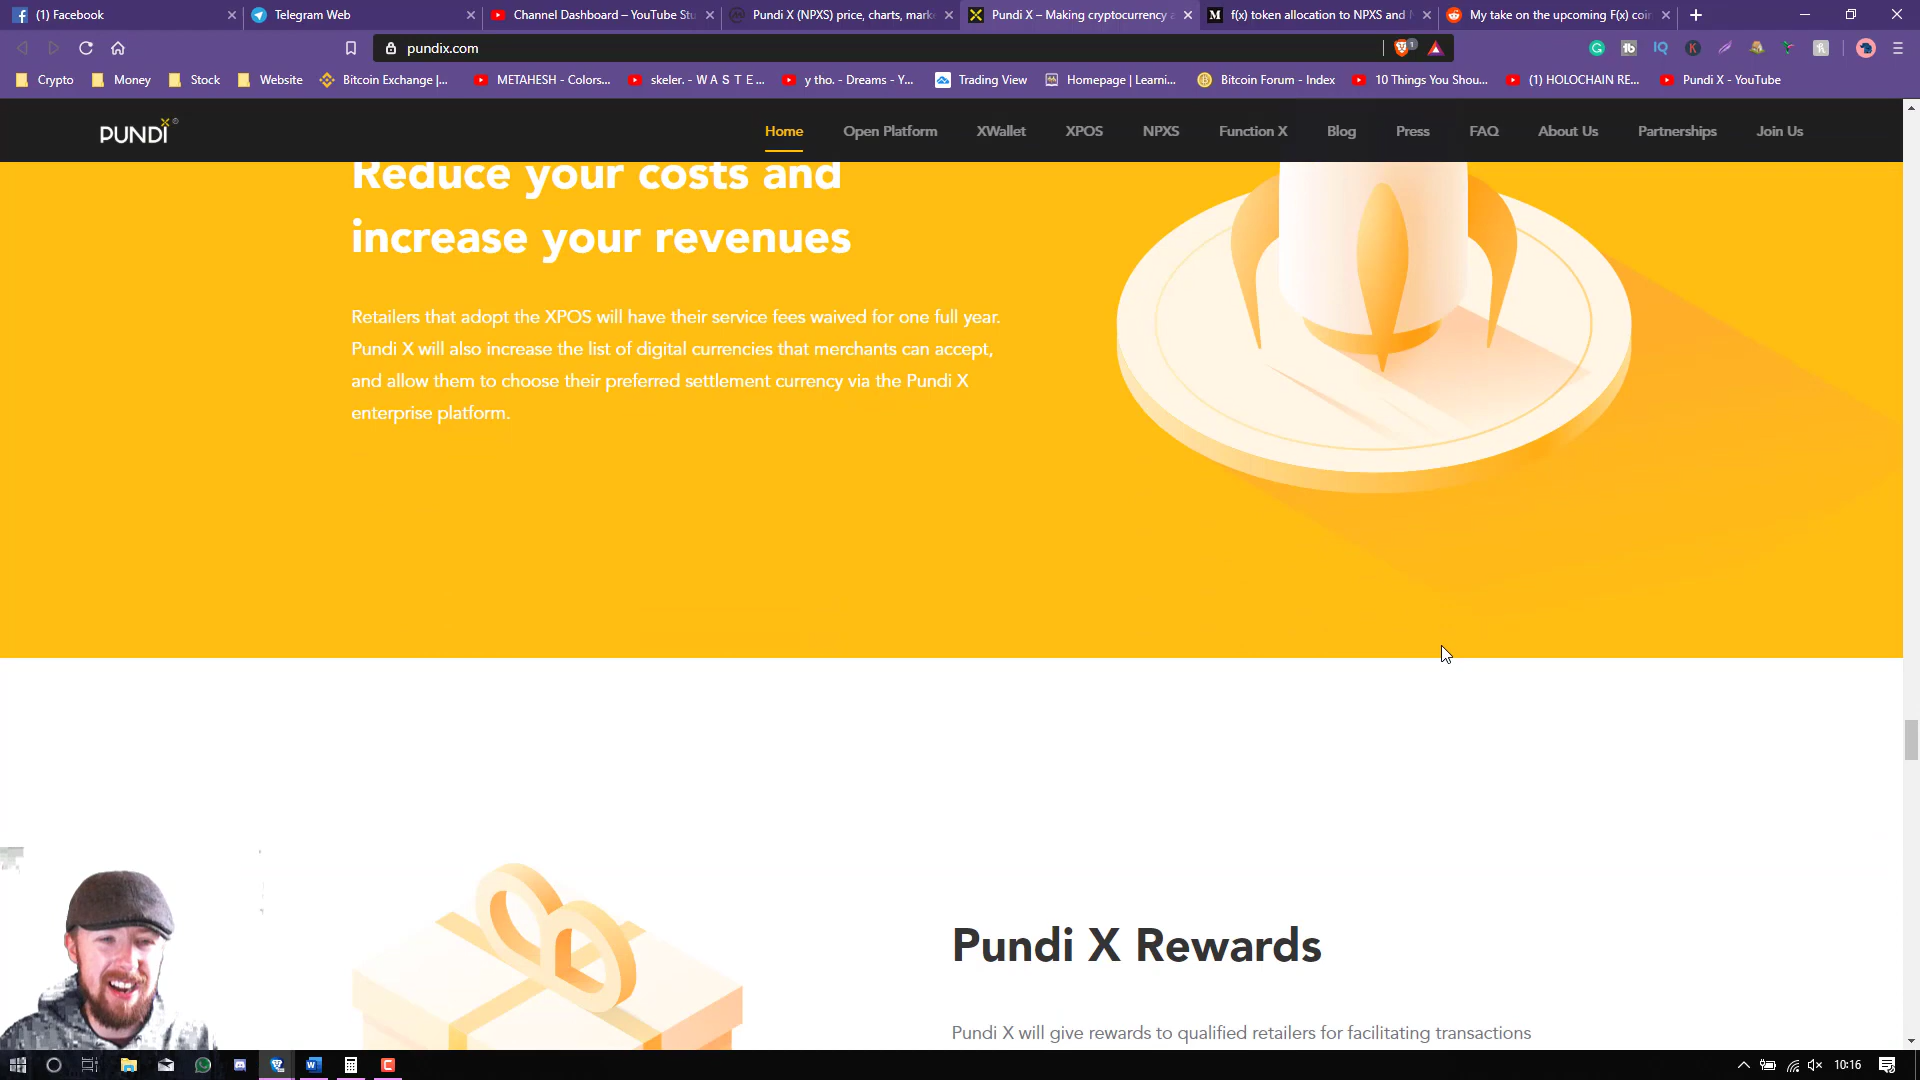 (1) Facebook
Telegram Web
Channel Dashboard – YouTube Stu
Pundi X (NPXS) price, charts, mark
Pundi X – Making cryptocurrency a
f(x) token allocation to NPXS and
My take on the upcoming F(x) coin
pundix.com
1
Crypto
Money
Stock
Website
Bitcoin Exchange |...
METAHESH - Colors...
skeler. - W A S T E ...
y tho. - Dreams - Y...
Trading View
Homepage | Learni...
Bitcoin Forum - Index
10 Things You Shou...
(1) HOLOCHAIN RE...
Pundi X - YouTube
PUNDI X
Home
Open Platform
XWallet
XPOS
NPXS
Function X
Blog
Press
FAQ
About Us
Partnerships
Join Us
Reduce your costs and
increase your revenues
Retailers that adopt the XPOS will have their service fees waived for one full year.
Pundi X will also increase the list of digital currencies that merchants can accept,
and allow them to choose their preferred settlement currency via the Pundi X
enterprise platform.
Pundi X Rewards
Pundi X will give rewards to qualified retailers for facilitating transactions
10:16